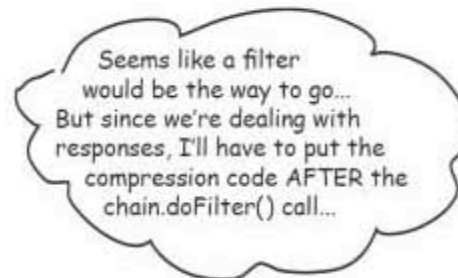 Seems like a filter
would be the way to go...
But since we're dealing with
responses, I'll have to put the
compression code AFTER the
chain.doFilter() call...